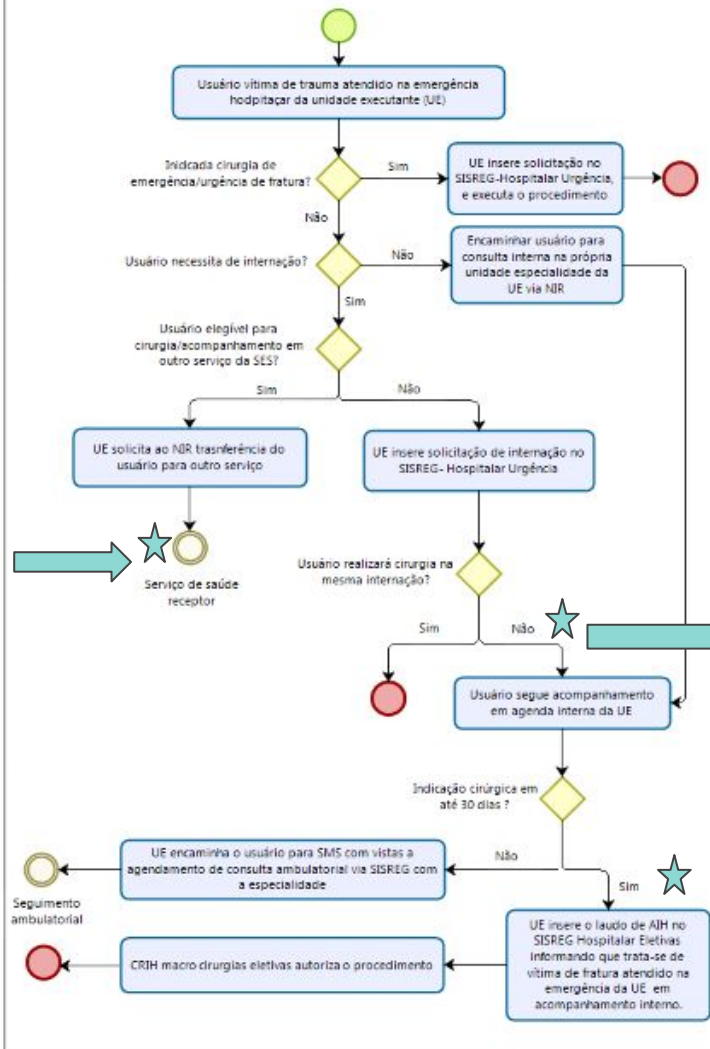 Usuário vítima de trauma atendido na emergência
hodpitaçar da unidade executante (UE)
Inidcada cirurgia de
emergência/urgência de fratura?
Sim
UE insere solicitação no
SISREG-Hospitalar Urgência,
e executa o procedimento
Não
Usuário necessita de internação?
Não
Encaminhar usuário para
consulta interna na própria
unidade especialidade da
UE via NIR
Sim
Usuário elegível para
cirurgia/acompanhamento em
outro serviço da SES?
Sim
Não
UE solicita ao NIR trasnferência do
usuário para outro serviço
UE insere solicitação de internação no
SISREG- Hospitalar Urgência
Serviço de saúde
receptor
Usuário realizará cirurgia na
mesma internação?
Sim
Não
Usuário segue acompanhamento
em agenda interna da UE
Indicação cirúrgica em
até 30 dias ?
Não
Sim
UE encaminha o usuário para SMS com vistas a
agendamento de consulta ambulatorial via SISREG com
a especialidade
Seguimento
ambulatorial
UE insere o laudo de AIH no
SISREG Hospitalar Eletivas
informando que trata-se de
vítima de fratura atendido na
emergência da UE em
acompanhamento interno.
CRIH macro cirurgias eletivas autoriza o procedimento